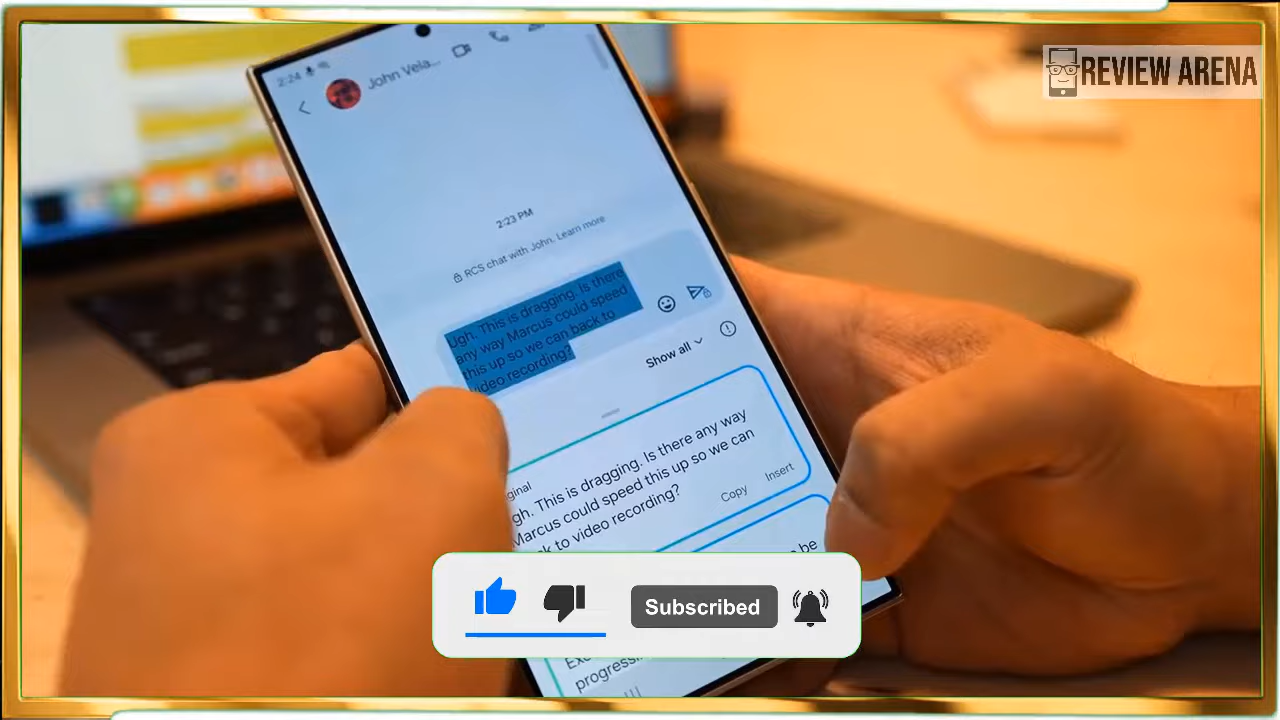 REVIEW ARENA
2:24
John Vela...
2:23 PM
RCS chat with John. Learn more
Ugh. This is dragging. Is there
any way Marcus could speed
this up so we can back to
video recording?
Show all
ginal
gh. This is dragging. Is there any way
Marcus could speed this up so we can
k to video recording?
Copy Insert
be
Subscribed
progress